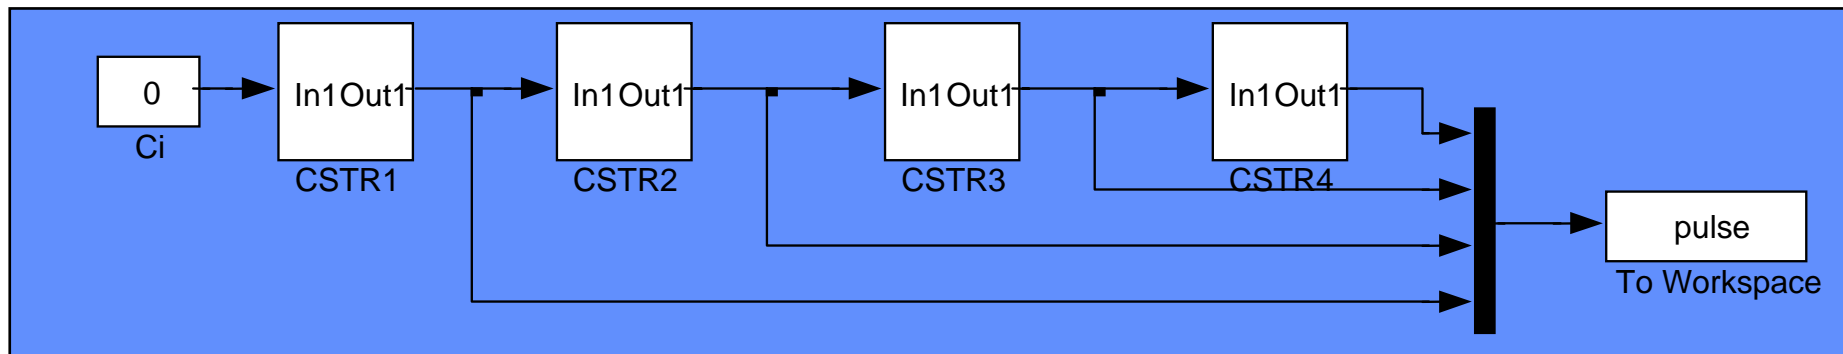 0
Ci
In1Out1
CSTR1
In1Out1
CSTR2
In1Out1
CSTR3
In1Out1
CSTR4
pulse
To Workspace